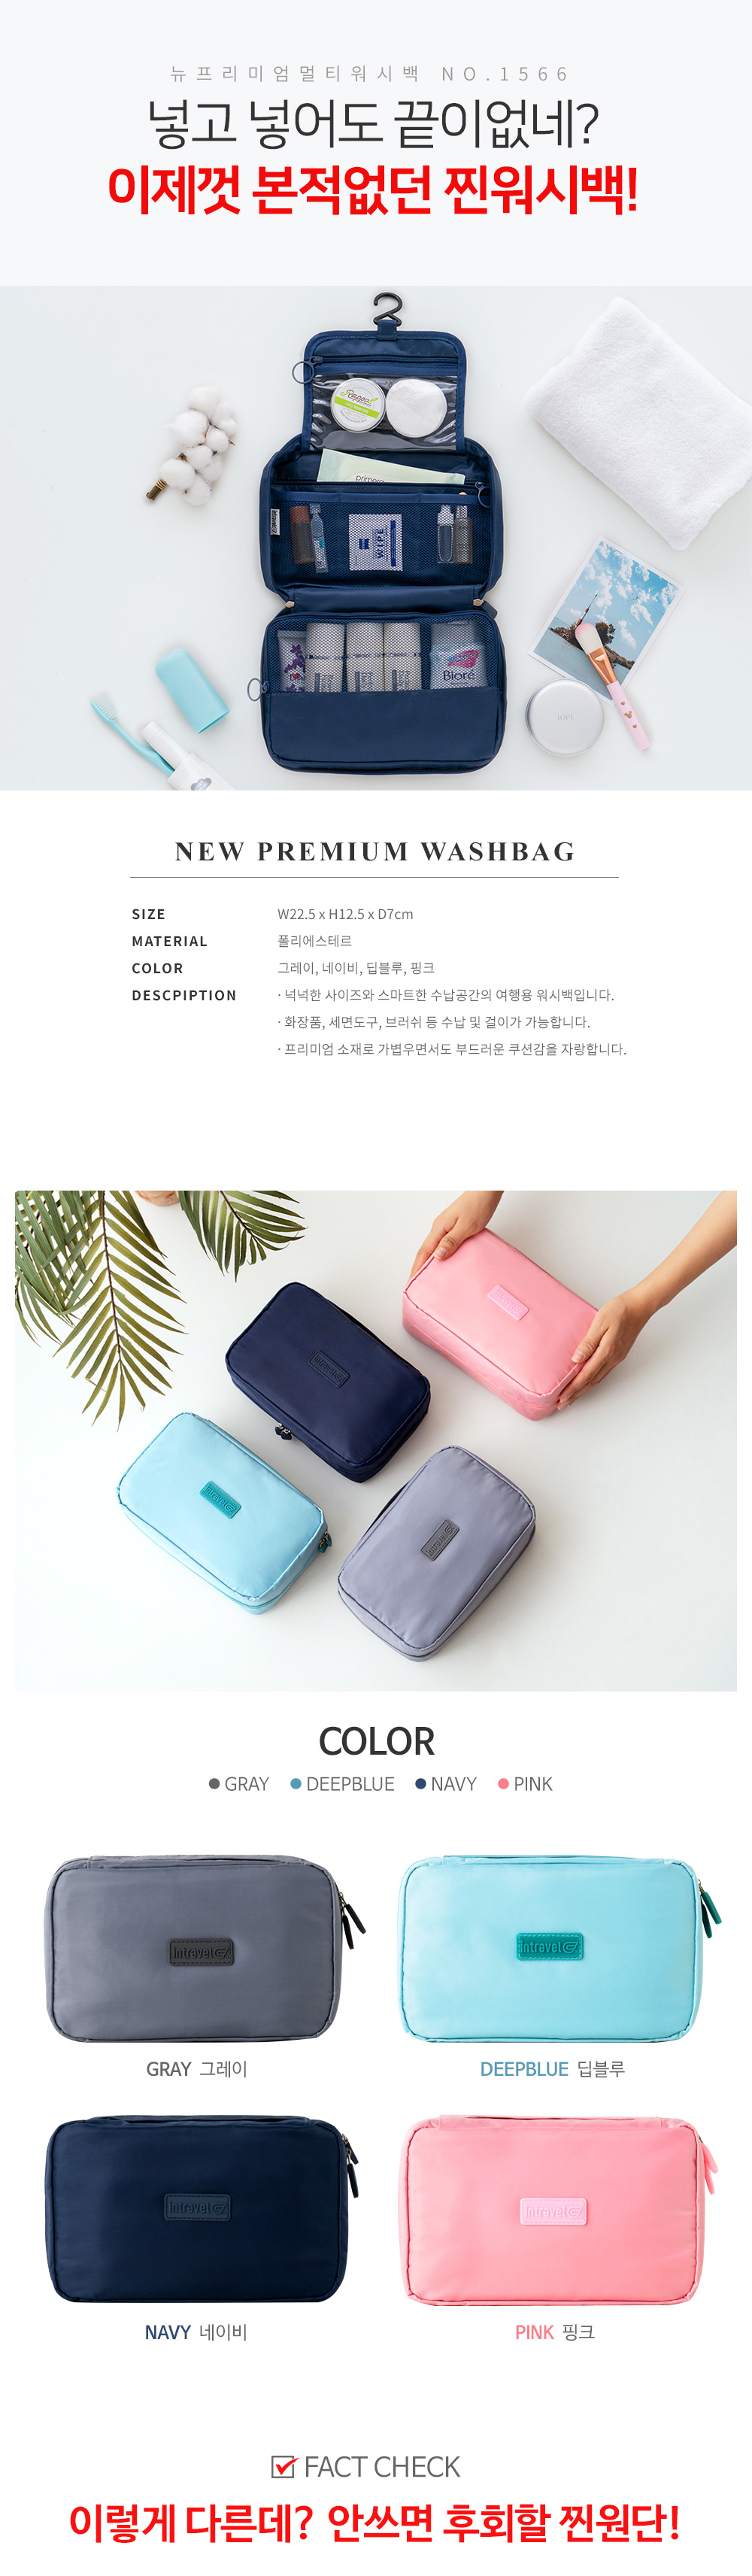 뉴프리미엄멀티워시백 NO.1566
넣고 넣어도 끝이없네?
이제껏 본적없던 찐워시백!
primera
WIPE
Bioré
IOPE
NEW PREMIUM WASHBAG
SIZE W22.5 x H12.5 x D7cm
MATERIAL 폴리에스테르
COLOR 그레이, 네이비, 딥블루, 핑크
DESCPIPTION · 넉넉한 사이즈와 스마트한 수납공간의 여행용 워시백입니다.
· 화장품, 세면도구, 브러쉬 등 수납 및 걸이가 가능합니다.
· 프리미엄 소재로 가볍우면서도 부드러운 쿠션감을 자랑합니다.
COLOR
GRAY DEEPBLUE NAVY PINK
intravel
intravel
GRAY 그레이
DEEPBLUE 딥블루
intravel
intravel
NAVY 네이비
PINK 핑크
FACT CHECK
이렇게 다른데? 안쓰면 후회할 찐원단!